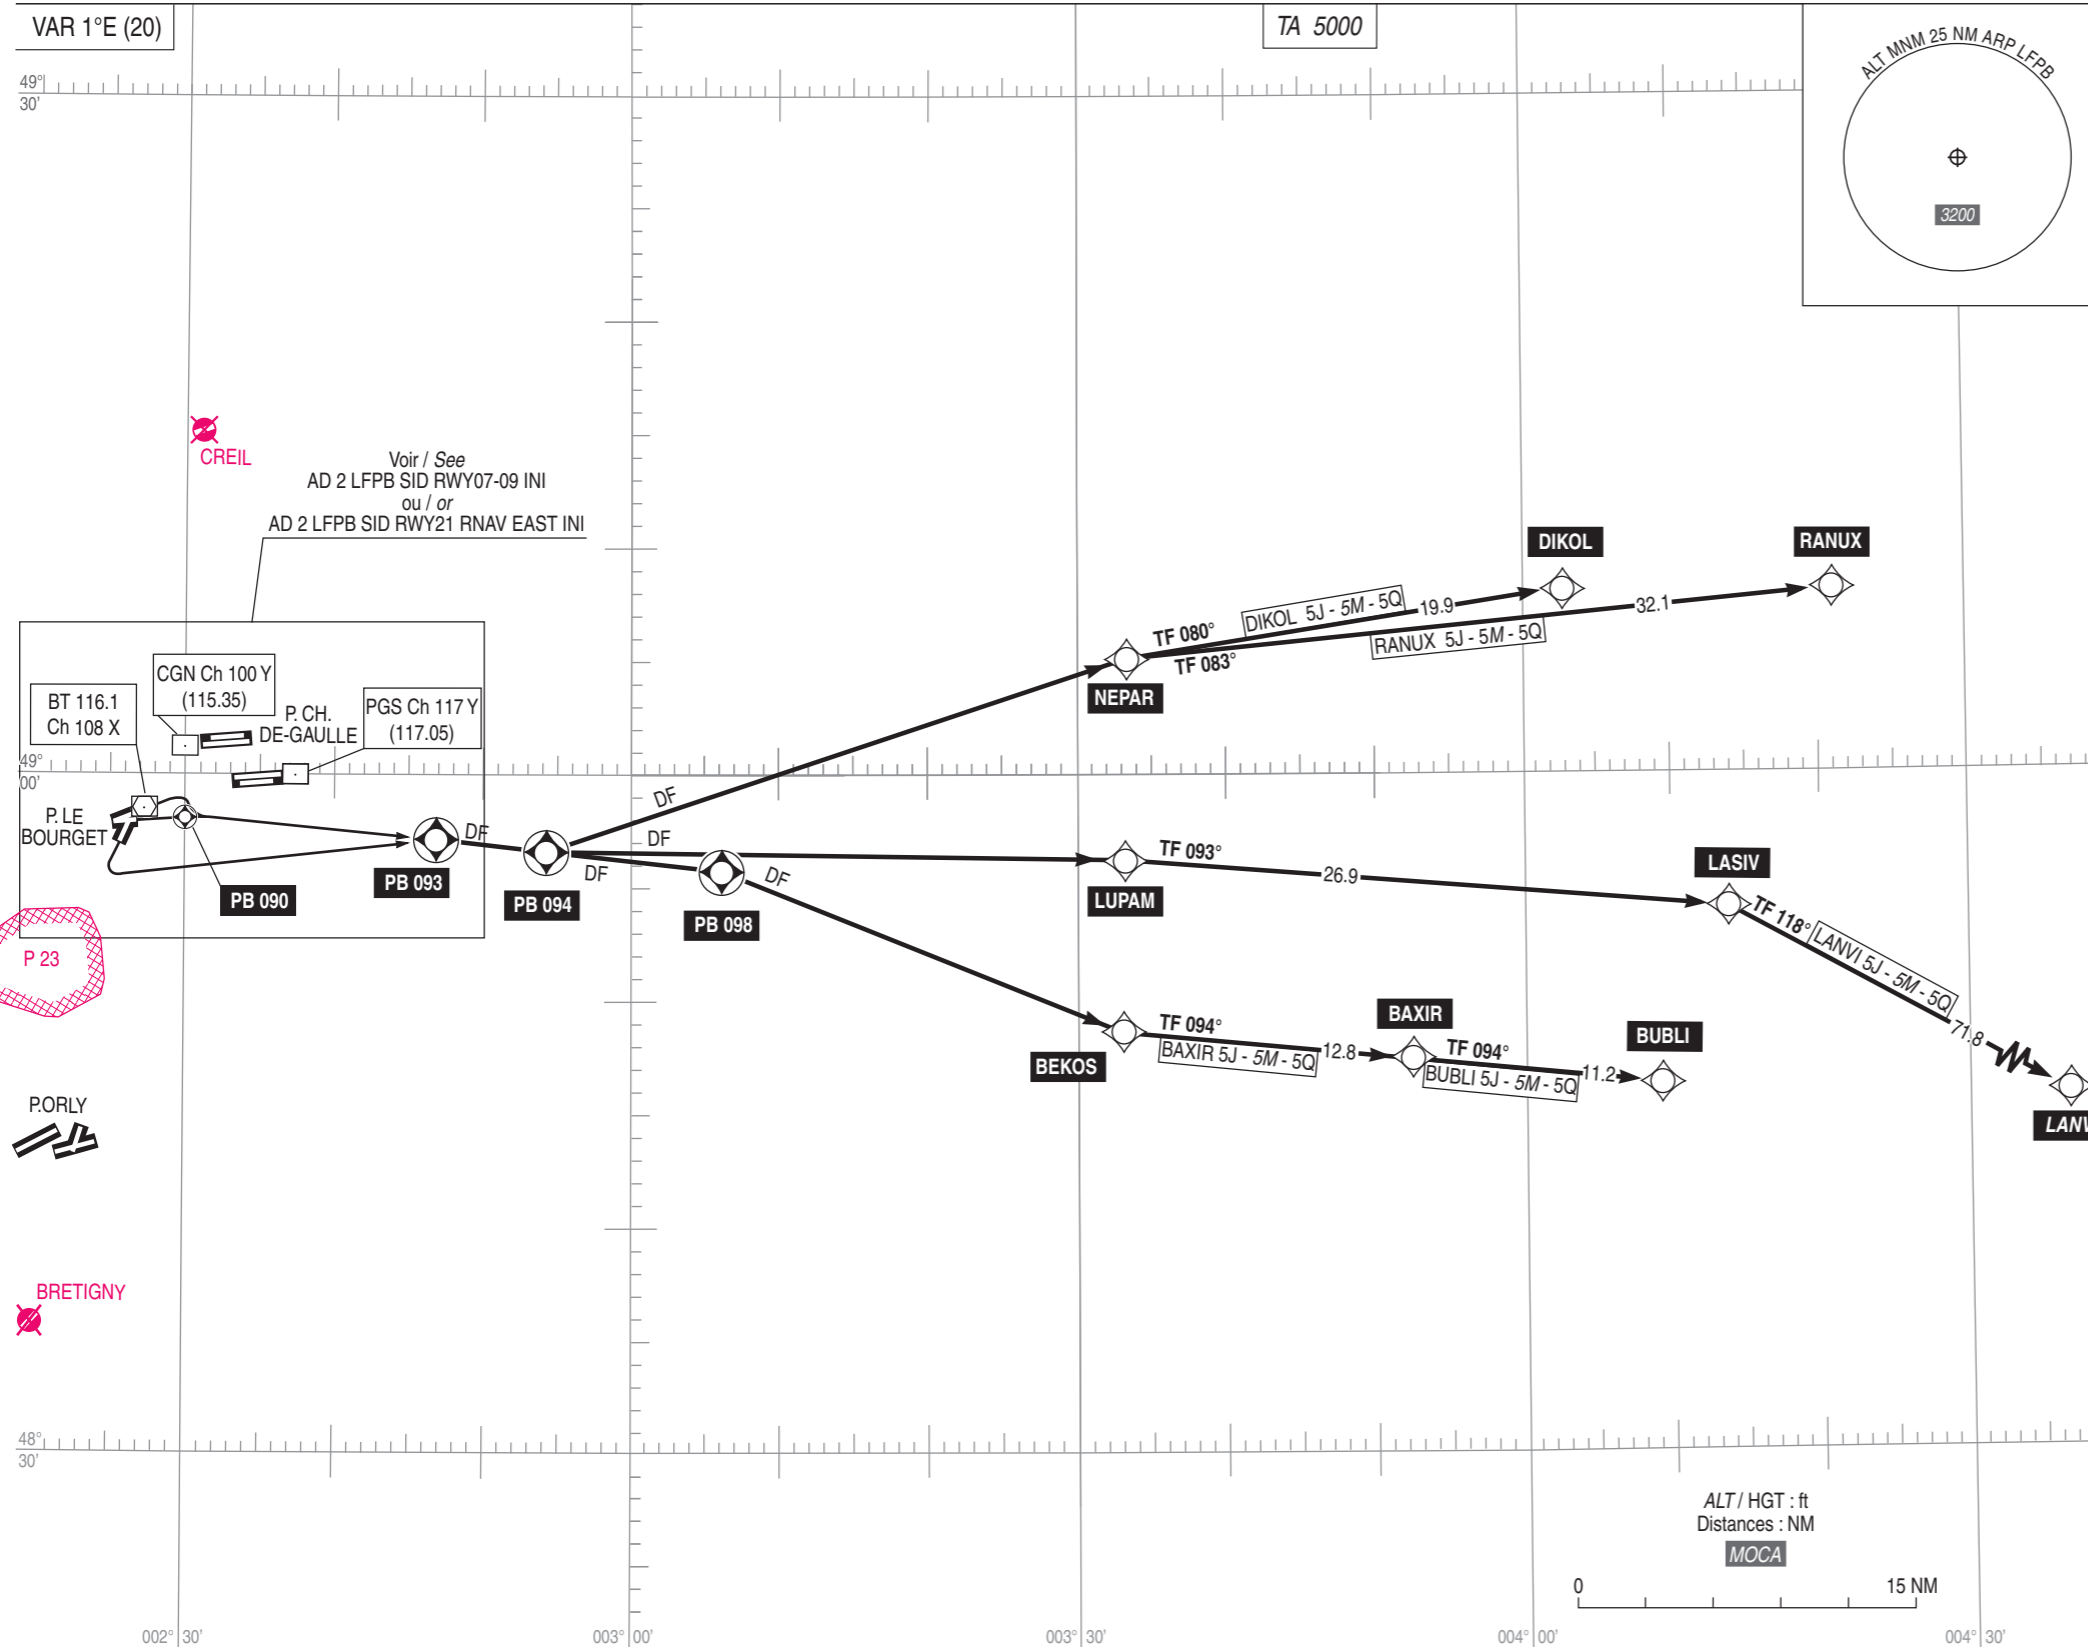 VAR 1°E (20)
TA 5000
ALT MNM 25 NM ARP LFPB
3200
49°
30'
CREIL
Voir / See
AD 2 LFPB SID RWY07-09 INI
ou / or
AD 2 LFPB SID RWY21 RNAV EAST INI
DIKOL
RANUX
DIKOL 5J - 5M - 5Q
19.9
32.1
TF 080°
RANUX 5J - 5M - 5Q
TF 083°
NEPAR
CGN Ch 100 Y
(115.35)
BT 116.1
Ch 108 X
PGS Ch 117 Y
(117.05)
P. CH.
DE-GAULLE
49°
00'
P. LE
BOURGET
DF
DF
DF
DF
DF
PB 090
PB 093
PB 094
PB 098
TF 093°
LUPAM
26.9
LASIV
TF 118°
LANVI 5J - 5M - 5Q
71.8
LANV
P 23
BEKOS
TF 094°
BAXIR 5J - 5M - 5Q
12.8
BAXIR
TF 094°
BUBLI 5J - 5M - 5Q
11.2
BUBLI
P.ORLY
BRETIGNY
48°
30'
ALT / HGT : ft
Distances : NM
MOCA
0 15 NM
002° 30' 003° 00' 003° 30' 004° 00' 004° 30'